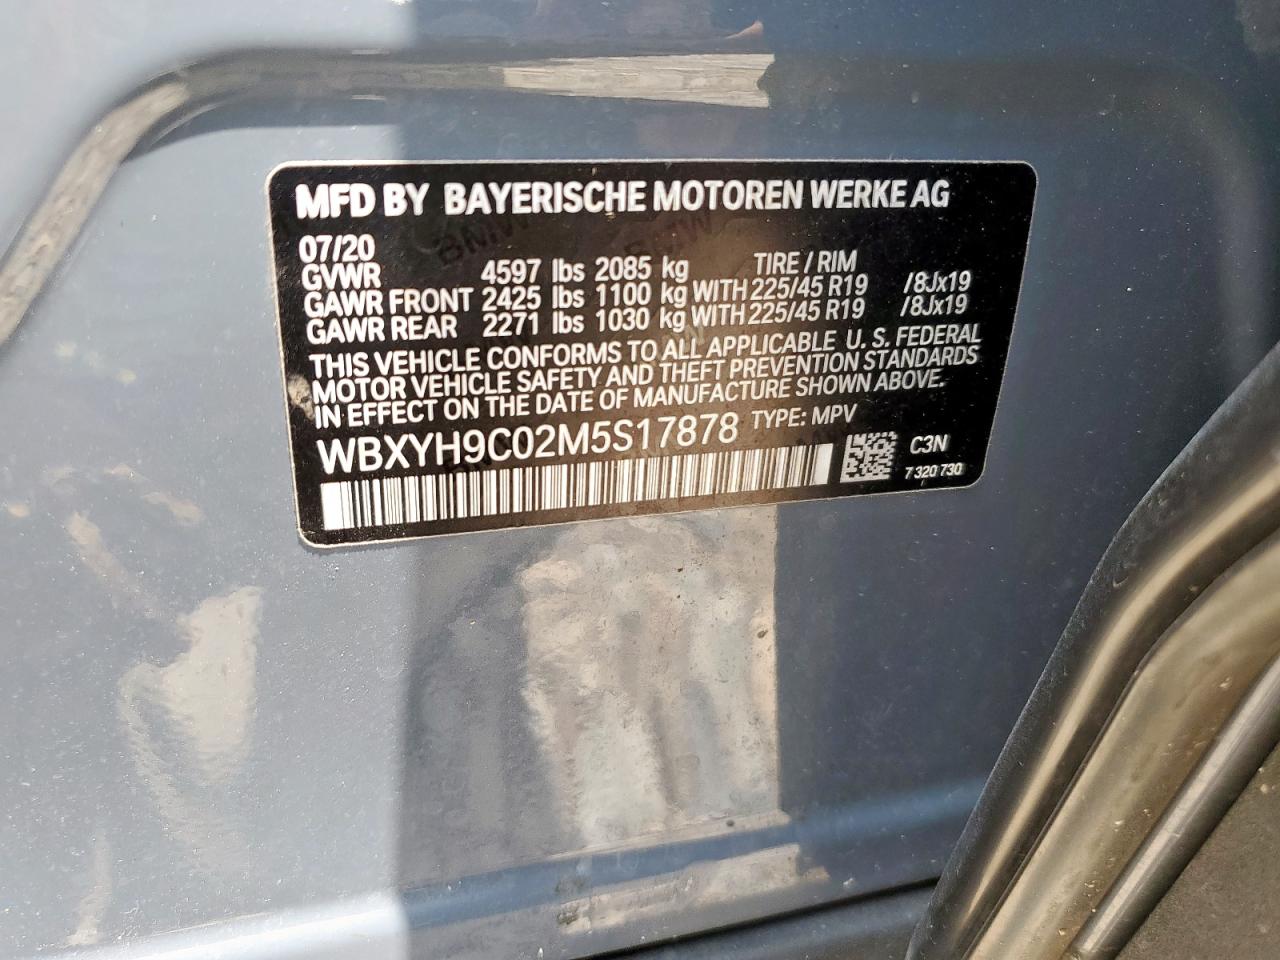 MFD BY BAYERISCHE MOTOREN WERKE AG
07/20
GVWR 4597 lbs 2085 kg TIRE / RIM
GAWR FRONT 2425 lbs 1100 kg WITH 225/45 R19 /8Jx19
GAWR REAR 2271 lbs 1030 kg WITH 225/45 R19 /8Jx19
THIS VEHICLE CONFORMS TO ALL APPLICABLE U. S. FEDERAL
MOTOR VEHICLE SAFETY AND THEFT PREVENTION STANDARDS
IN EFFECT ON THE DATE OF MANUFACTURE SHOWN ABOVE.
WBXYH9C02M5S17878 TYPE: MPV
C3N
7 320 730